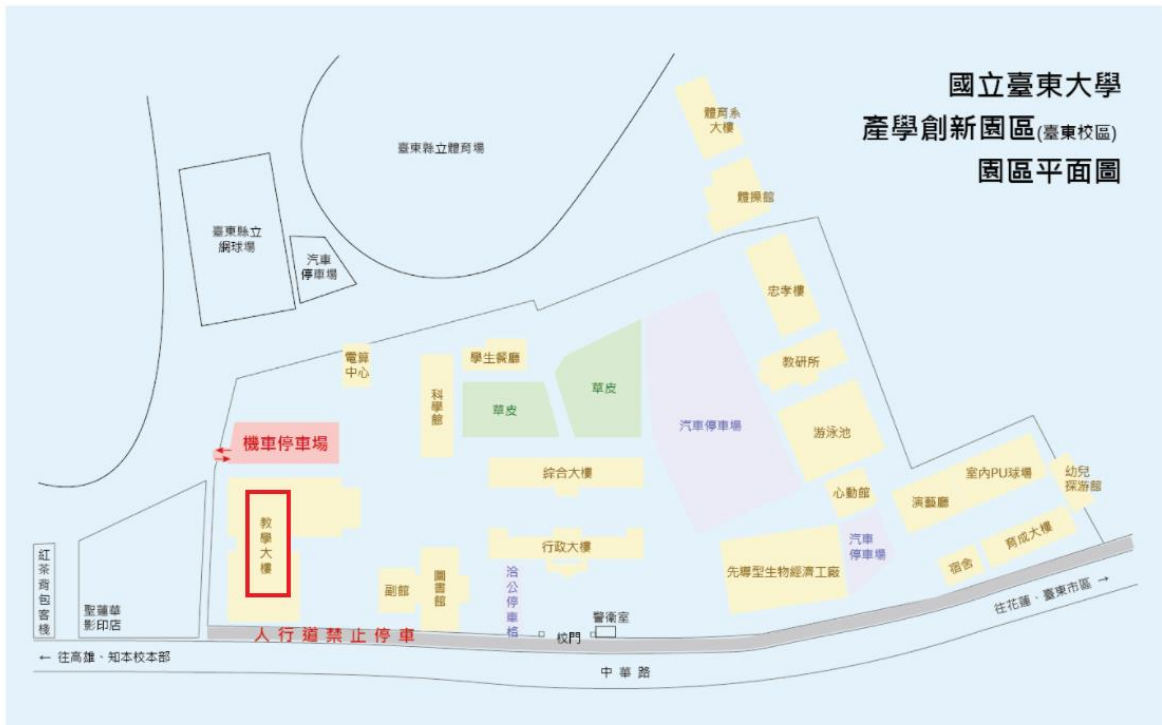 國立臺東大學
產學創新園區(臺東校區)
園區平面圖
體育系
大樓
臺東縣立體育場
體操館
臺東縣立
網球場
汽車
停車場
忠孝樓
電算
中心
學生餐廳
教研所
科學館
草皮
草皮
汽車停車場
游泳池
機車停車場
綜合大樓
室內PU球場
幼兒
探游館
心動館
演藝廳
教學大樓
行政大樓
汽車
停車場
育成大樓
紅茶背包客棧
聖蓮華
影印店
副館
圖書館
洽公停車格
先導型生物經濟工廠
宿舍
往花蓮、臺東市區 →
警衛室
人行道禁止停車
校門
← 往高雄、知本校本部
中華路